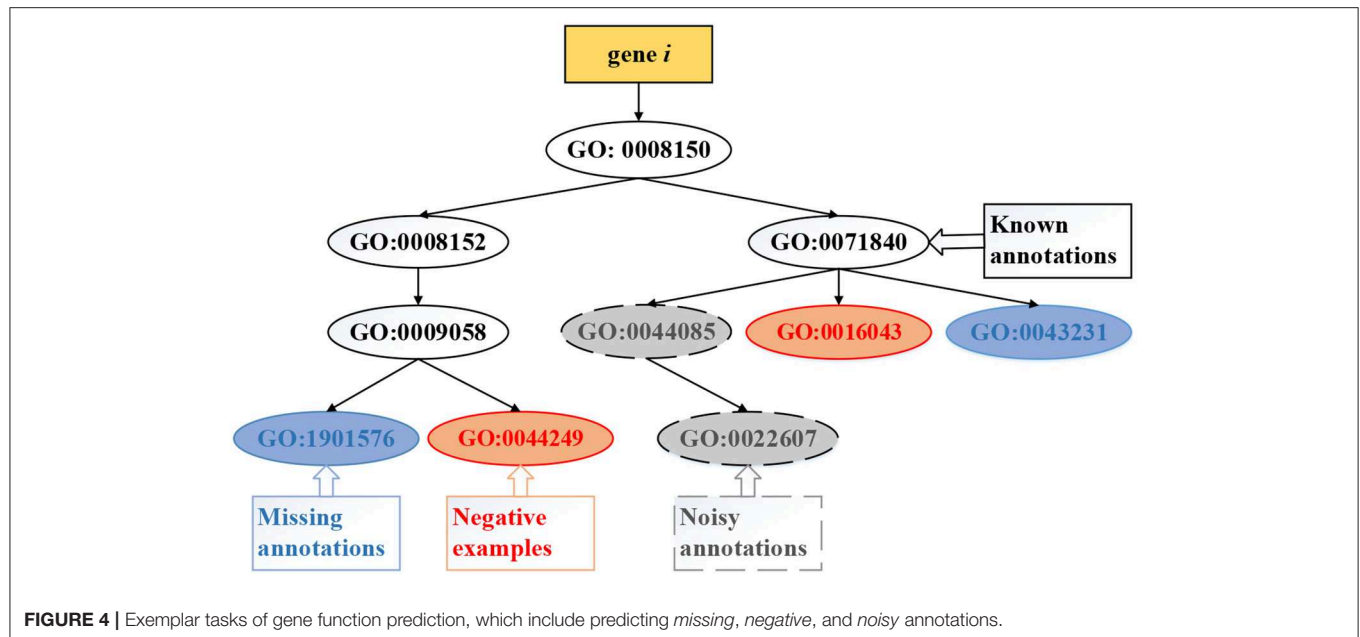 gene i
GO: 0008150
GO:0008152
GO:0071840
Known
annotations
GO:0009058
GO:0044085
GO:0016043
GO:0043231
GO:1901576
GO:0044249
GO:0022607
Missing
annotations
Negative
examples
Noisy
annotations
FIGURE 4 | Exemplar tasks of gene function prediction, which include predicting missing, negative, and noisy annotations.